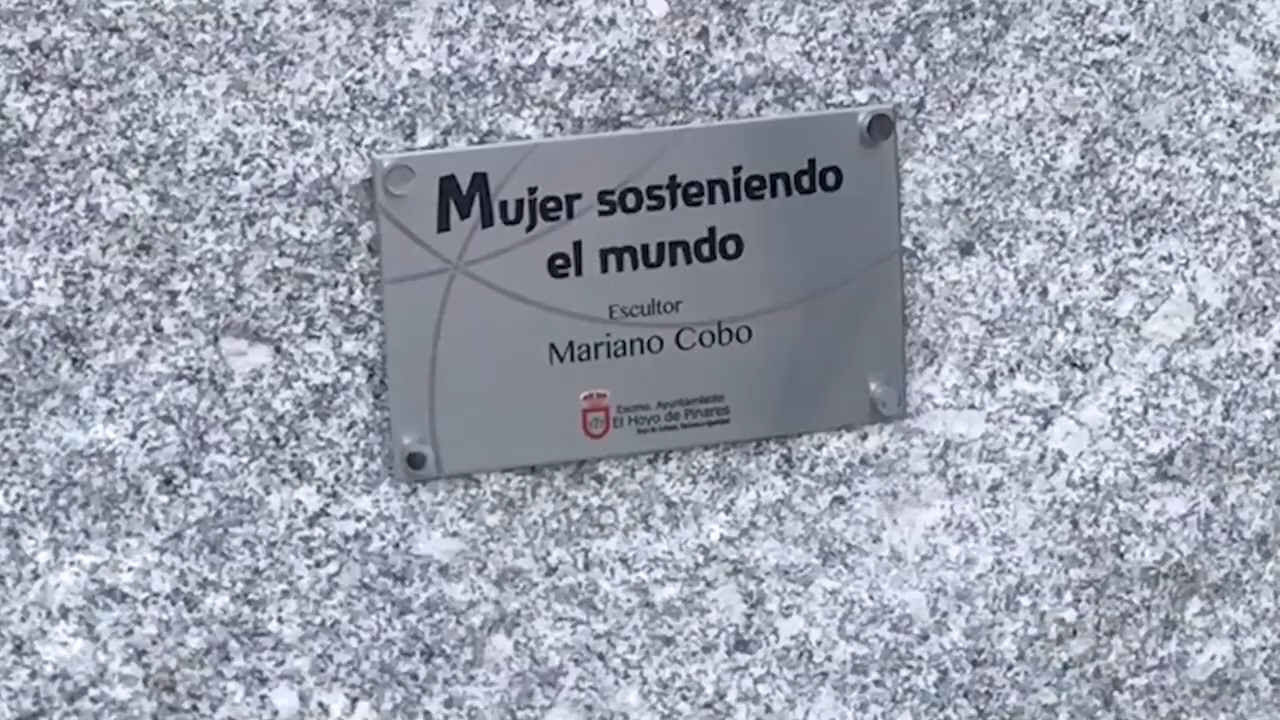 Mujer sosteniendo
el mundo
Escultor
Mariano Cobo
Excmo. Ayuntamiento
El Hoyo de Pinares